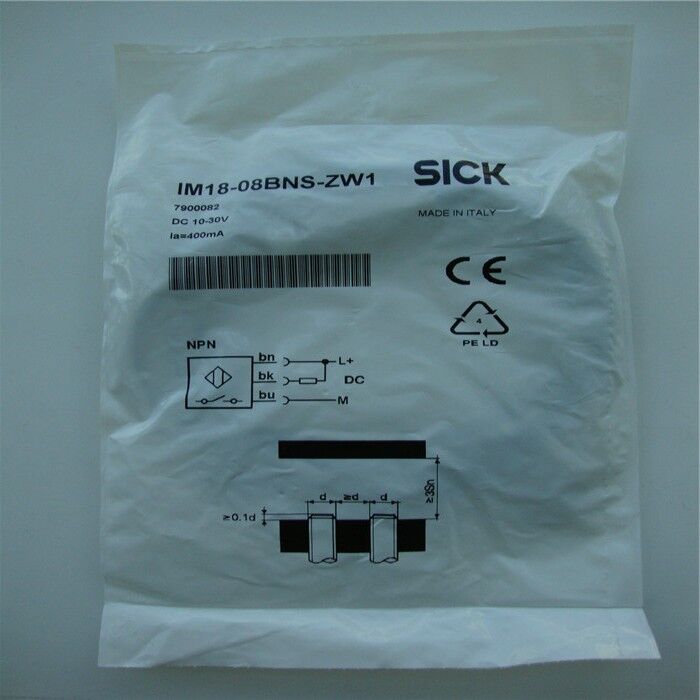 IM18-08BNS-ZW1
7900082
DC 10-30V
Ia=400mA
SICK
MADE IN ITALY
CE
4
PE LD
NPN
bn L+
bk DC
bu M
d ≥d d
≥0.1d
≥3Sn